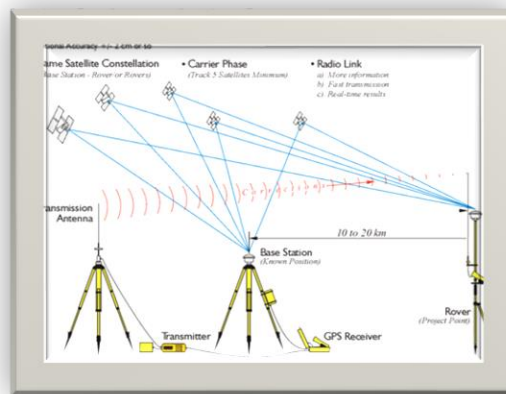 tional Accuracy +/- 2 cm or so
ame Satellite Constellation
Base Station - Rover or Rovers)
• Carrier Phase
(Track 5 Satellites Minimum)
• Radio Link
a) More information
b) Fast transmission
c) Real-time results
ansmission
Antenna
10 to 20 km
Base Station
(Known Position)
Rover
(Project Point)
Transmitter
GPS Receiver